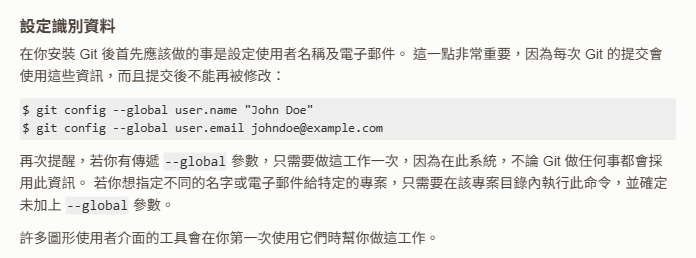 設定識別資料
在你安裝 Git 後首先應該做的事是設定使用者名稱及電子郵件。 這一點非常重要，因為每次 Git 的提交會
使用這些資訊，而且提交後不能再被修改：
$ git config --global user.name "John Doe"
$ git config --global user.email johndoe@example.com
再次提醒，若你有傳遞 --global 參數，只需要做這工作一次，因為在此系統，不論 Git 做任何事都會採
用此資訊。 若你想指定不同的名字或電子郵件給特定的專案，只需要在該專案目錄內執行此命令，並確定
未加上 --global 參數。
許多圖形使用者介面的工具會在你第一次使用它們時幫你做這工作。